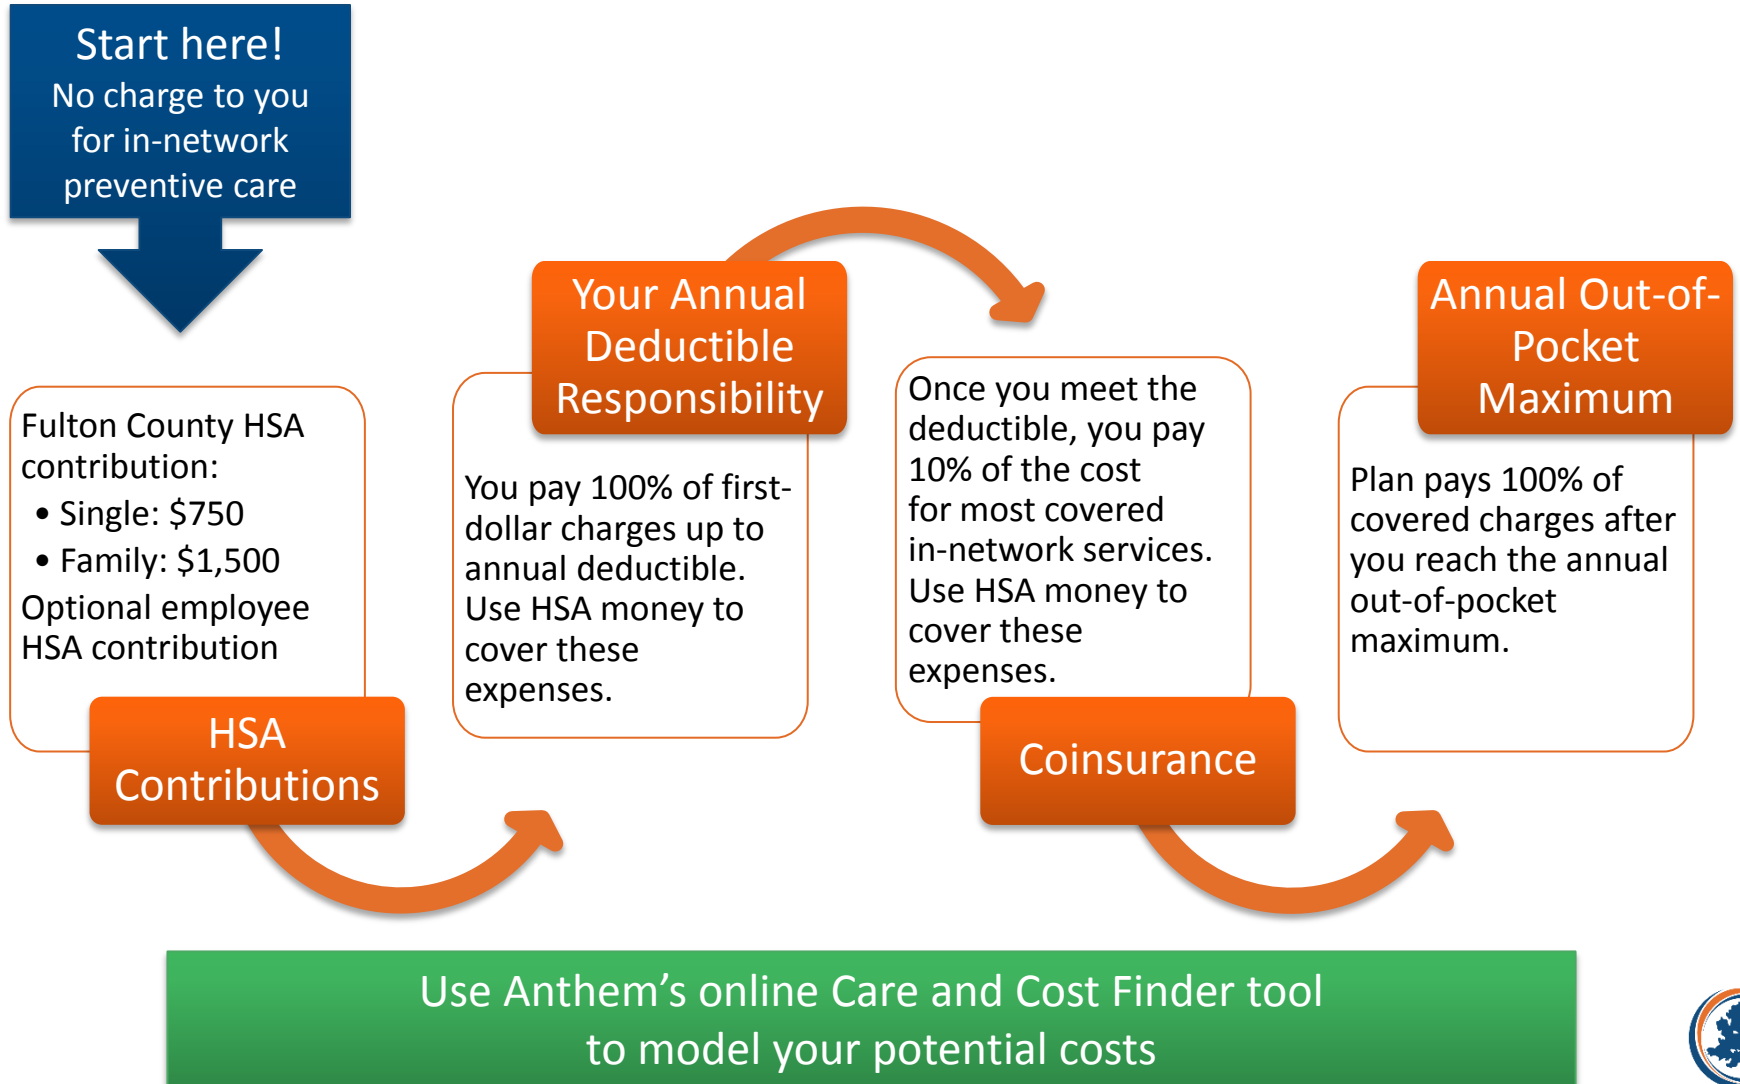 Start here!
No charge to you
for in-network
preventive care
Fulton County HSA
contribution:
• Single: $750
• Family: $1,500
Optional employee
HSA contribution
HSA
Contributions
Your Annual
Deductible
Responsibility
You pay 100% of first-
dollar charges up to
annual deductible.
Use HSA money to
cover these
expenses.
Once you meet the
deductible, you pay
10% of the cost
for most covered
in-network services.
Use HSA money to
cover these
expenses.
Coinsurance
Annual Out-of-
Pocket
Maximum
Plan pays 100% of
covered charges after
you reach the annual
out-of-pocket
maximum.
Use Anthem’s online Care and Cost Finder tool
to model your potential costs